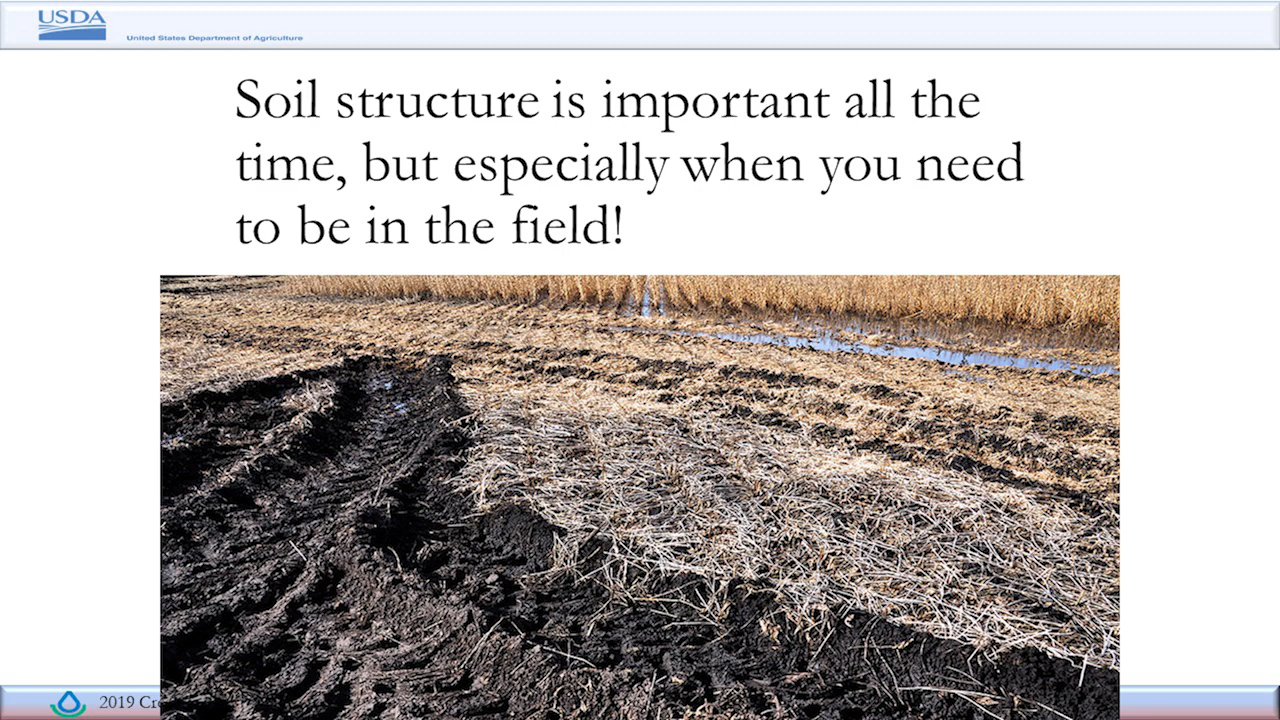 USDA
United States Department of Agriculture
Soil structure is important all the
time, but especially when you need
to be in the field!
2019